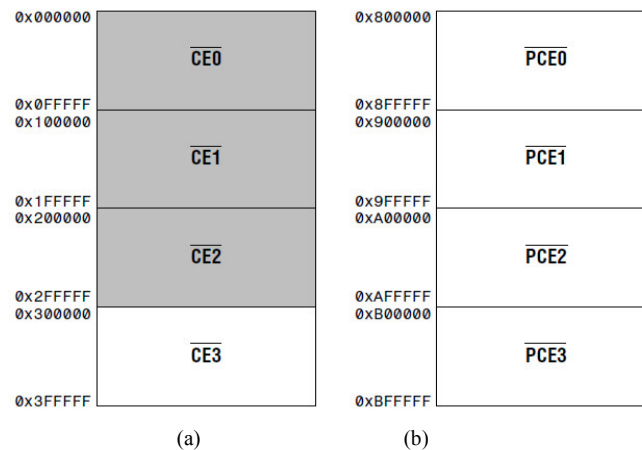 0x000000
CE0
0x0FFFFF
0x100000
CE1
0x1FFFFF
0x200000
CE2
0x2FFFFF
0x300000
CE3
0x3FFFFF
(a)
0x800000
PCE0
0x8FFFFF
0x900000
PCE1
0x9FFFFF
0xA00000
PCE2
0xAFFFFF
0xB00000
PCE3
0xBFFFFF
(b)